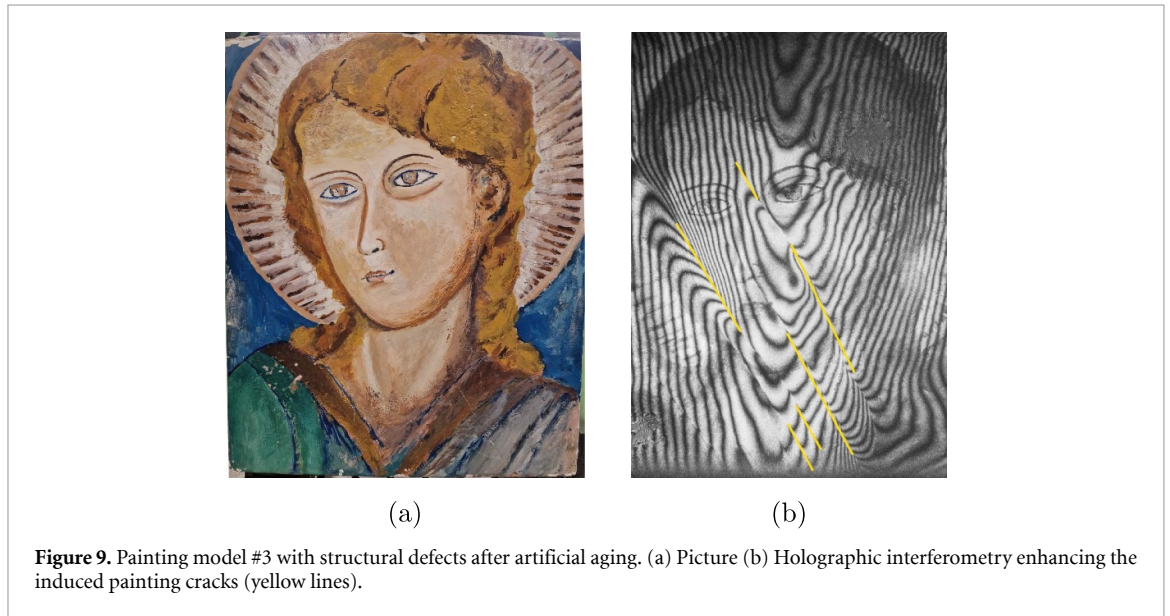 (a)
(b)
Figure 9. Painting model #3 with structural defects after artificial aging. (a) Picture (b) Holographic interferometry enhancing the
induced painting cracks (yellow lines).